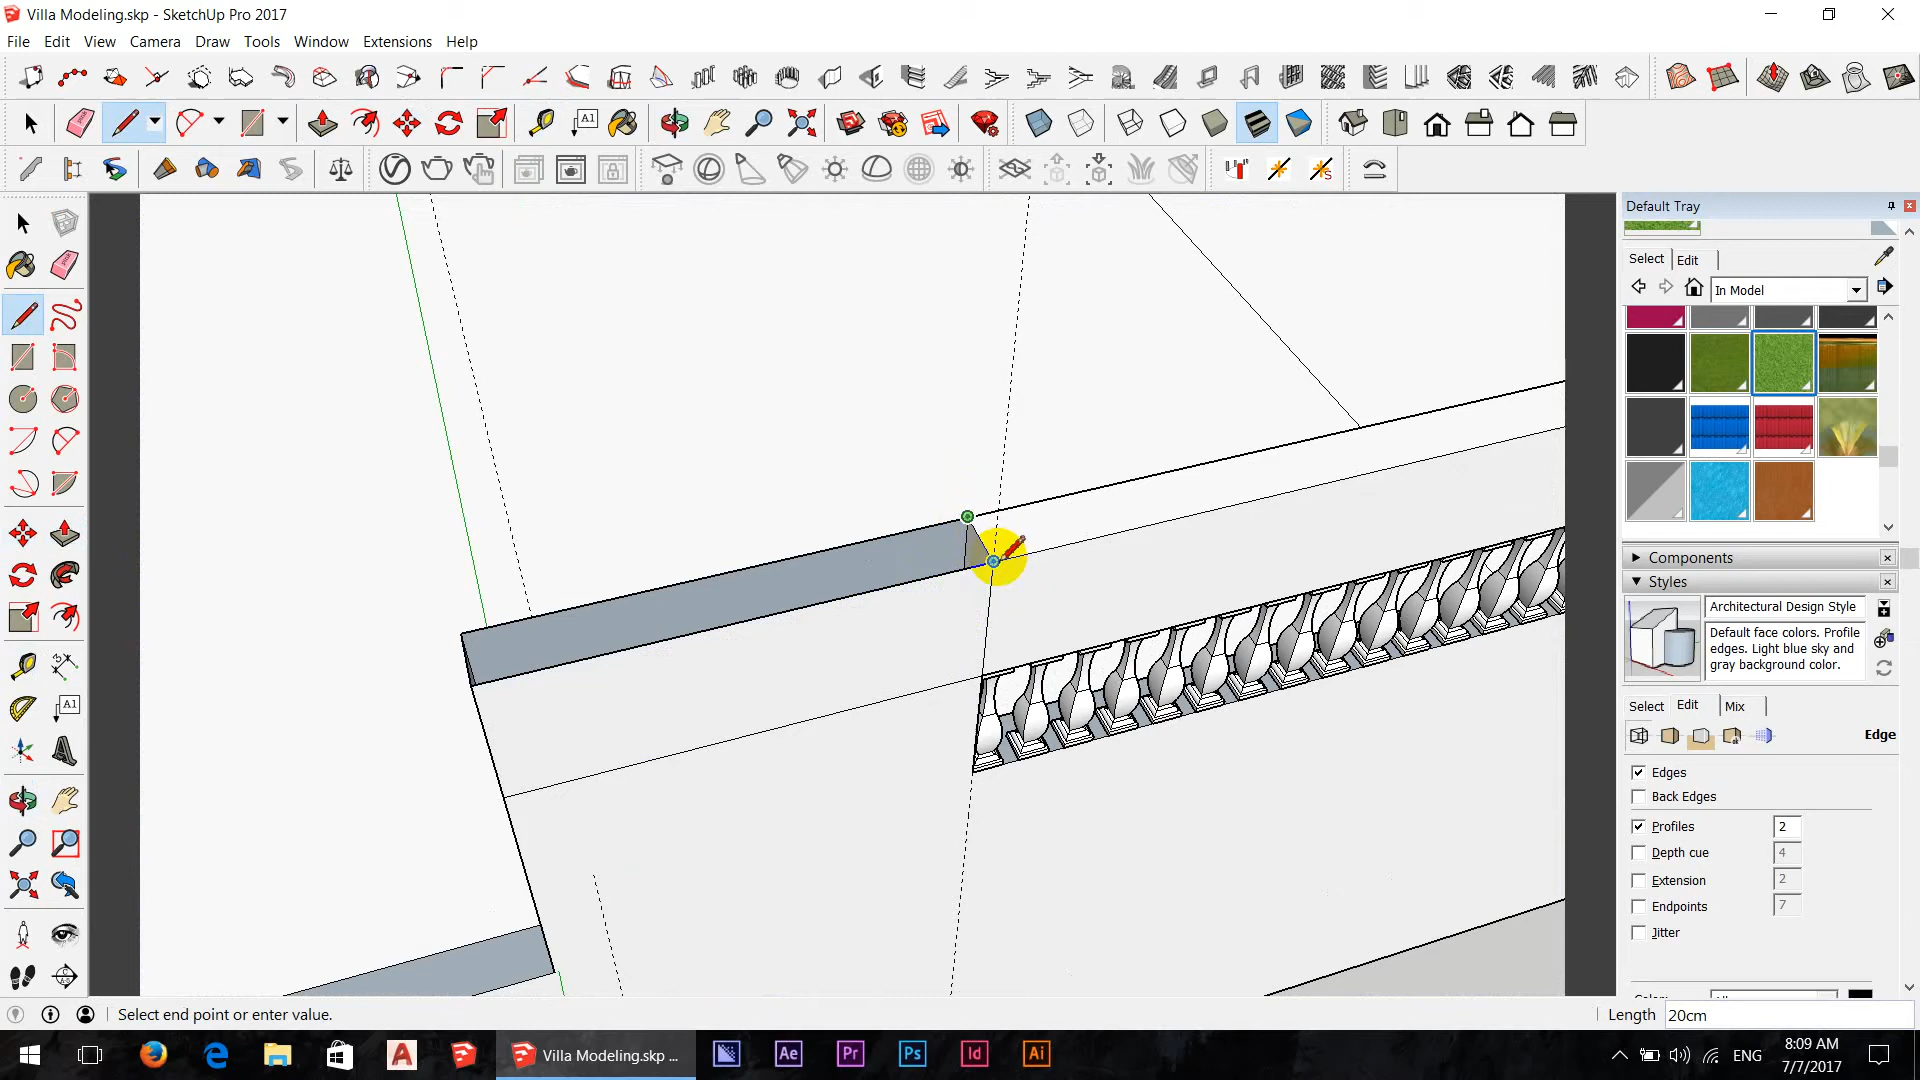 Villa Modeling.skp - SketchUp Pro 2017
File Edit View Camera Draw Tools Window Extensions Help
A1
Default Tray
Select Edit
In Model
A1
Components
Styles
Architectural Design Style
Default face colors. Profile
edges. Light blue sky and
gray background color.
Select Edit Mix
Edge
Edges
Back Edges
Profiles 2
Depth cue 4
Extension 2
Endpoints 7
Jitter
Select end point or enter value.
Length 20cm
Villa Modeling.skp ...
Ae Pr Ps Id Ai
ENG
8:09 AM
7/7/2017